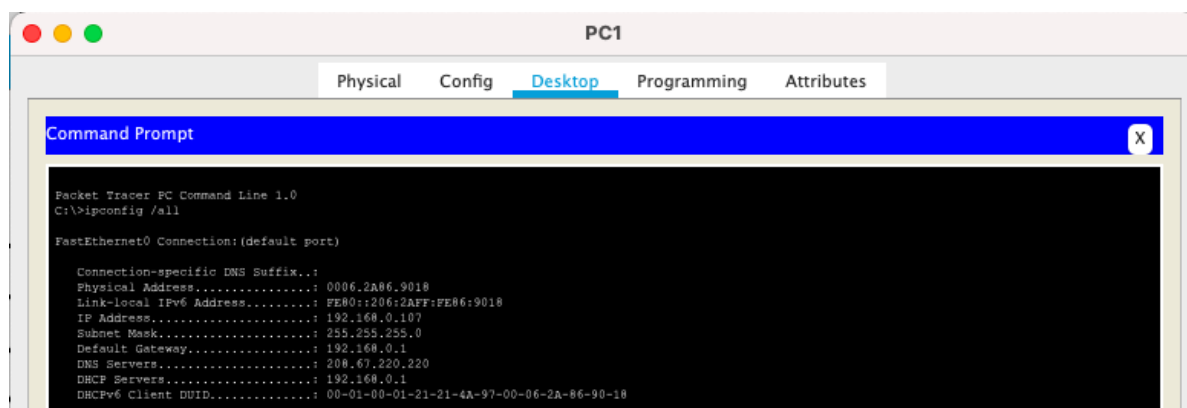 PC1
Physical Config Desktop Programming Attributes
Command Prompt X
Packet Tracer PC Command Line 1.0
C:\>ipconfig /all
FastEthernet0 Connection:(default port)
Connection-specific DNS Suffix..:
Physical Address................: 0006.2A86.9018
Link-local IPv6 Address.........: FE80::206:2AFF:FE86:9018
IP Address......................: 192.168.0.107
Subnet Mask.....................: 255.255.255.0
Default Gateway.................: 192.168.0.1
DNS Servers.....................: 208.67.220.220
DHCP Servers....................: 192.168.0.1
DHCPv6 Client DUID..............: 00-01-00-01-21-21-4A-97-00-06-2A-86-90-18